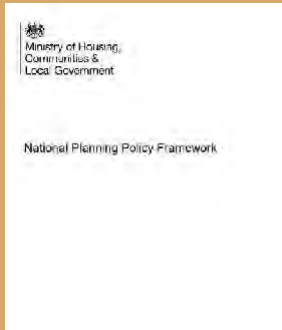 Ministry of Housing,
Communities &
Local Government
National Planning Policy Framework